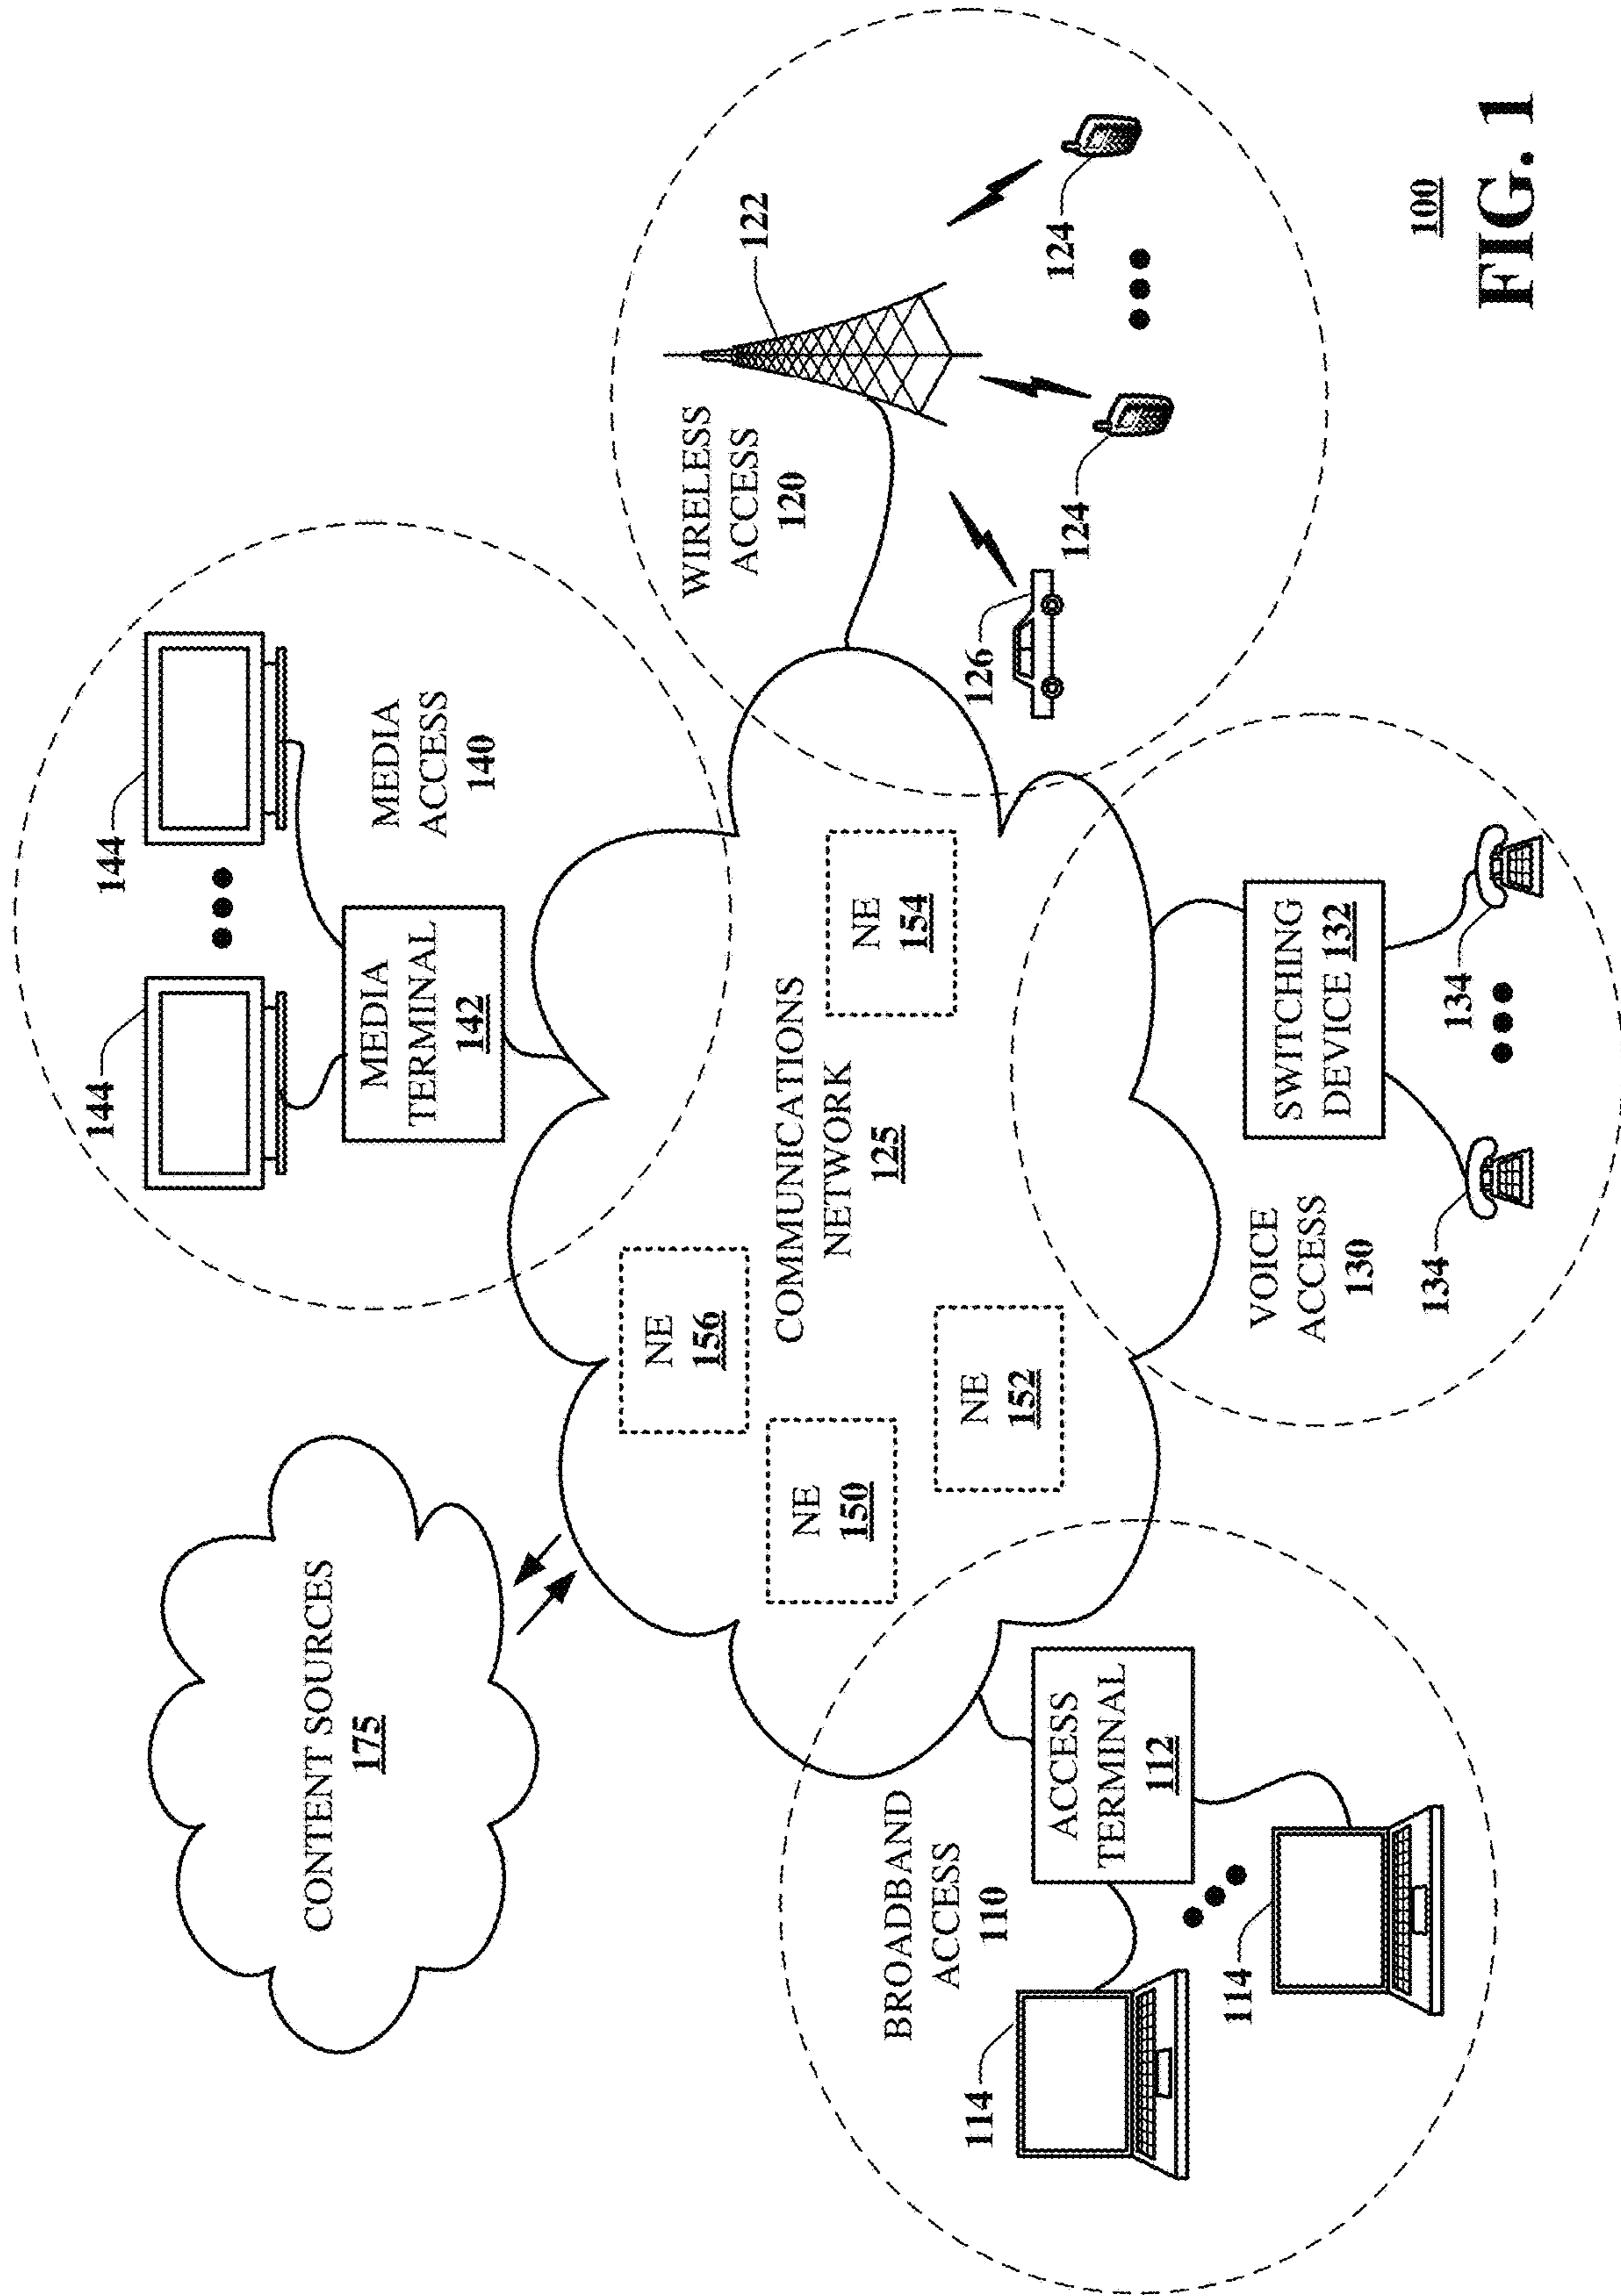 CONTENT SOURCES
175
144
144
MEDIA
TERMINAL
142
MEDIA
ACCESS
140
WIRELESS
ACCESS
120
122
124
124
126
NE
156
NE
150
NE
152
NE
154
COMMUNICATIONS
NETWORK
125
BROADBAND
ACCESS
110
ACCESS
TERMINAL
112
114
114
VOICE
ACCESS
130
SWITCHING
DEVICE 132
134
134
100
FIG. 1